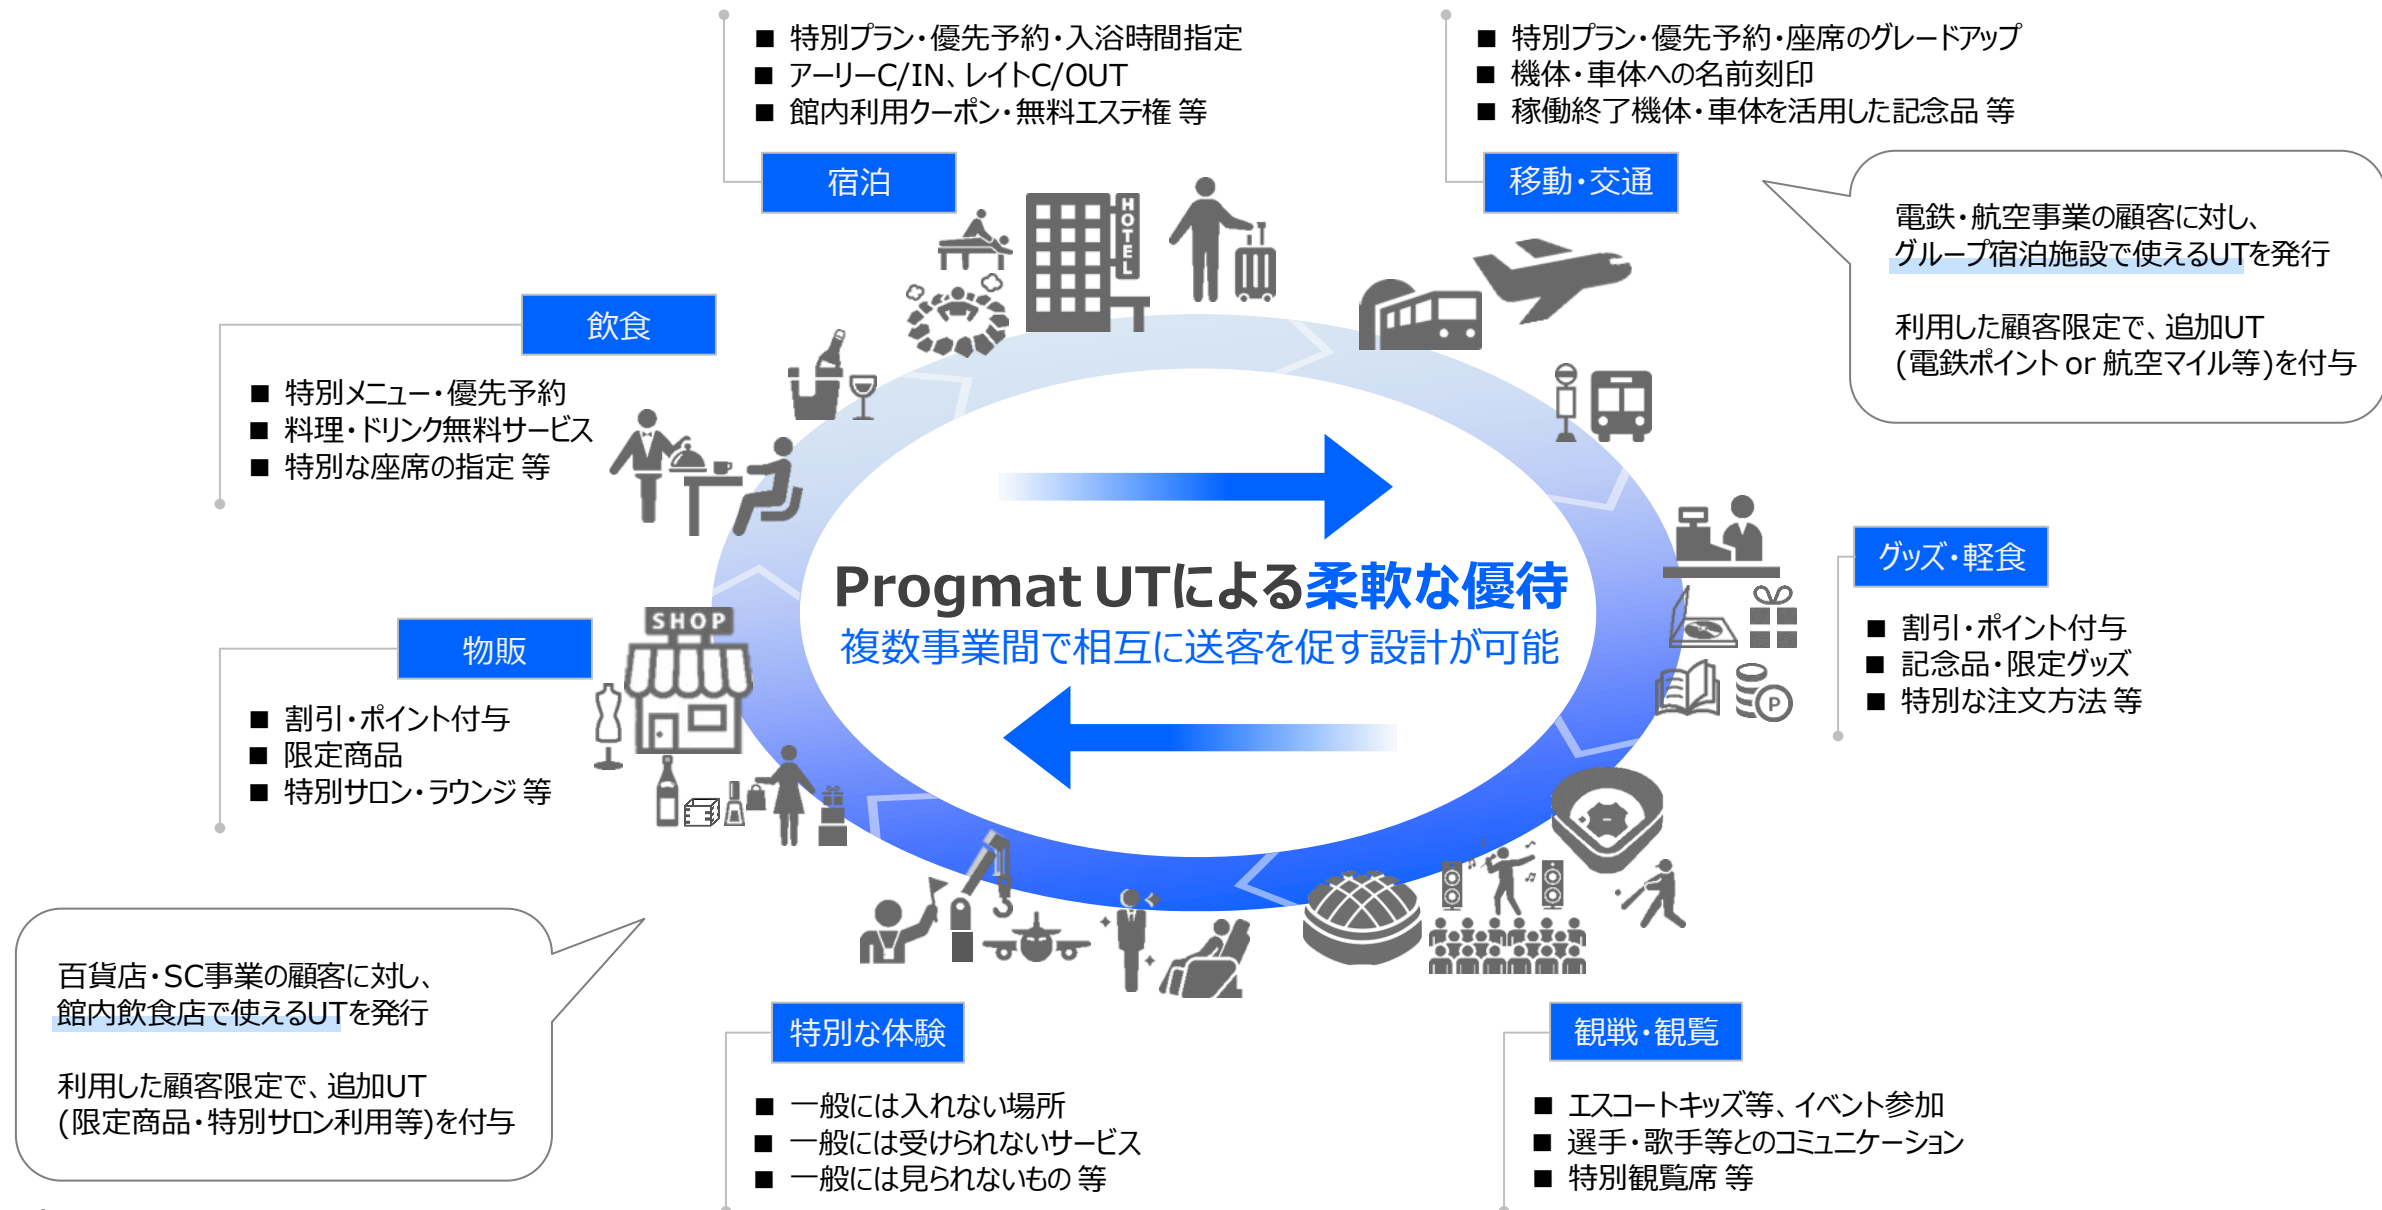 ■ 特別プラン・優先予約・入浴時間指定
■ アーリーC/IN、レイトC/OUT
■ 館内利用クーポン・無料エステ権 等
宿泊
■ 特別プラン・優先予約・座席のグレードアップ
■ 機体・車体への名前刻印
■ 稼働終了機体・車体を活用した記念品 等
移動・交通
電鉄・航空事業の顧客に対し、
グループ宿泊施設で使えるUTを発行
利用した顧客限定で、追加UT
(電鉄ポイント or 航空マイル等)を付与
HOTEL
飲食
■ 特別メニュー・優先予約
■ 料理・ドリンク無料サービス
■ 特別な座席の指定 等
Progmat UTによる柔軟な優待
複数事業間で相互に送客を促す設計が可能
グッズ・軽食
■ 割引・ポイント付与
■ 記念品・限定グッズ
■ 特別な注文方法 等
P
SHOP
物販
■ 割引・ポイント付与
■ 限定商品
■ 特別サロン・ラウンジ 等
百貨店・SC事業の顧客に対し、
館内飲食店で使えるUTを発行
利用した顧客限定で、追加UT
(限定商品・特別サロン利用等)を付与
特別な体験
■ 一般には入れない場所
■ 一般には受けられないサービス
■ 一般には見られないもの 等
観戦・観覧
■ エスコートキッズ等、イベント参加
■ 選手・歌手等とのコミュニケーション
■ 特別観覧席 等